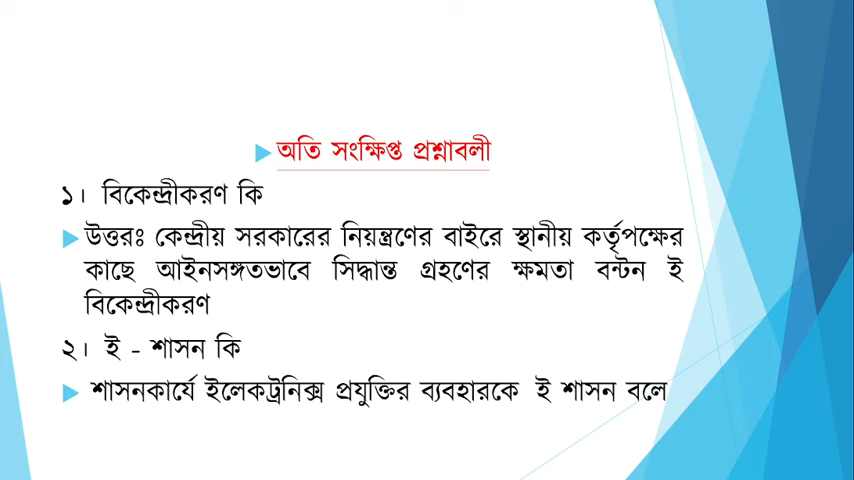 অতি সংক্ষিপ্ত প্রশ্নাবলী
১। বিকেন্দ্রীকরণ কি
উত্তরঃ কেন্দ্রীয় সরকারের নিয়ন্ত্রণের বাইরে স্থানীয় কর্তৃপক্ষের
কাছে আইনসঙ্গতভাবে সিদ্ধান্ত গ্রহণের ক্ষমতা বন্টন ই
বিকেন্দ্রীকরণ
২। ই - শাসন কি
শাসনকার্যে ইলেকট্রনিক্স প্রযুক্তির ব্যবহারকে ই শাসন বলে